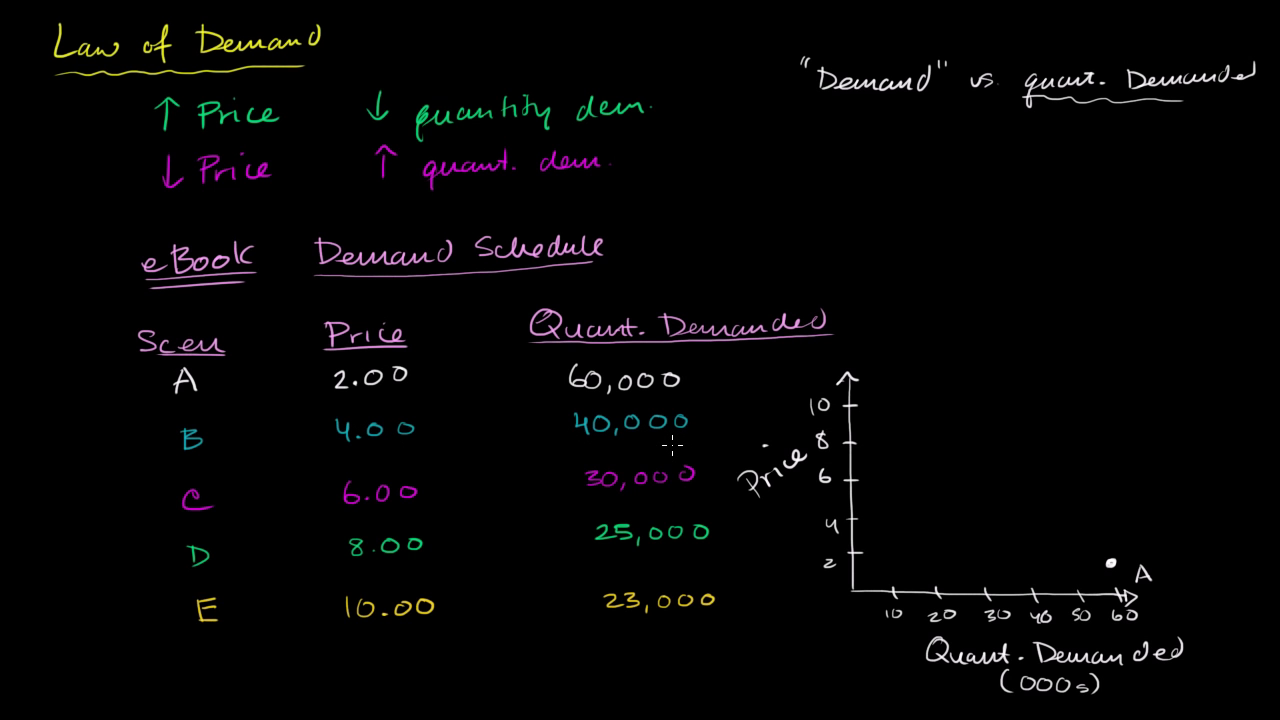 Law of Demand
"Demand" vs. quant. Demanded
↑ Price ↓ quantity dem.
↓ Price ↑ quant. dem.
eBook Demand Schedule
Scen Price Quant. Demanded
A 2.00 60,000
B 4.00 40,000
C 6.00 30,000
D 8.00 25,000
E 10.00 23,000
Price
10
8
6
4
2
A
10 20 30 40 50 60
Quant. Demanded
(000s)